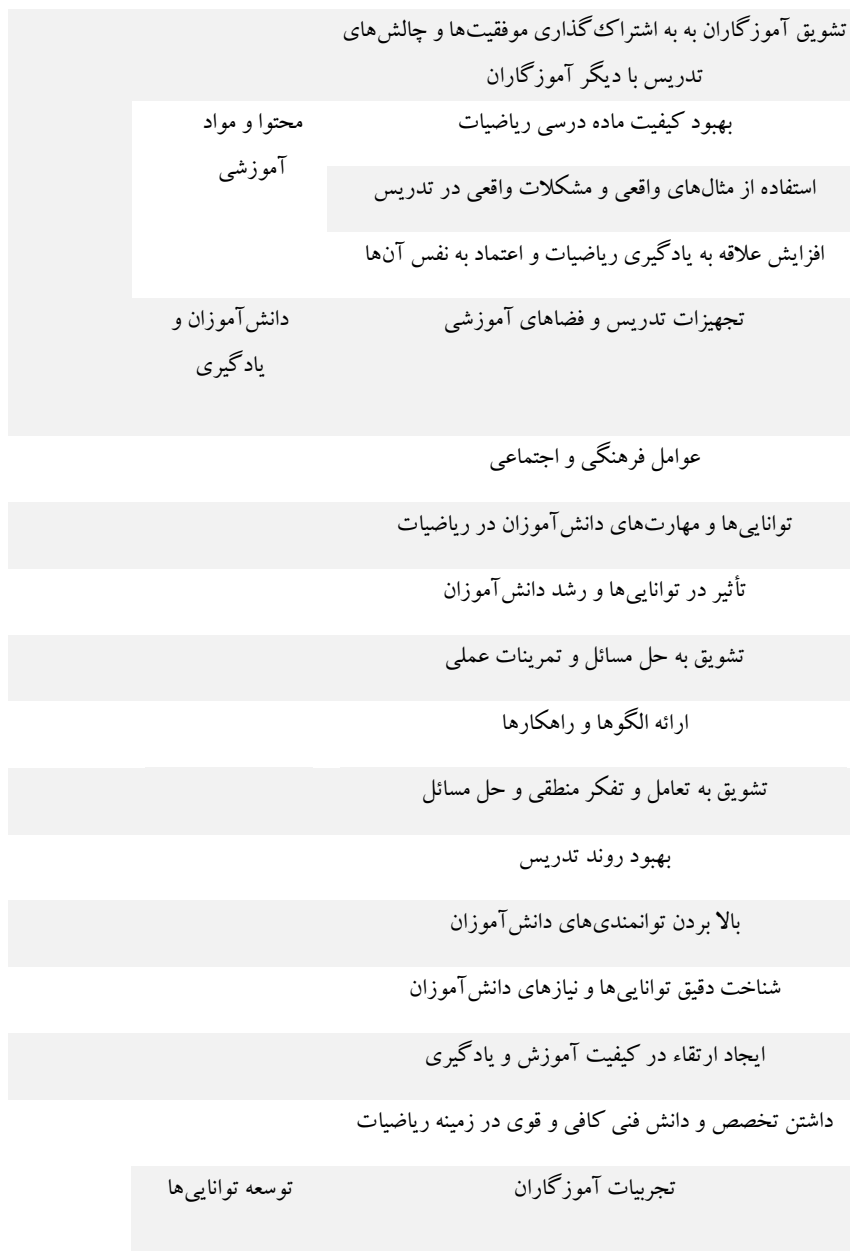 تشویق آموزگاران به به اشتراک‌گذاری موفقیت‌ها و چالش‌های
تدریس با دیگر آموزگاران
بهبود کیفیت ماده درسی ریاضیات
محتوا و مواد
آموزشی
استفاده از مثال‌های واقعی و مشکلات واقعی در تدریس
افزایش علاقه به یادگیری ریاضیات و اعتماد به نفس آن‌ها
تجهیزات تدریس و فضاهای آموزشی
دانش‌آموزان و
یادگیری
عوامل فرهنگی و اجتماعی
توانایی‌ها و مهارت‌های دانش‌آموزان در ریاضیات
تأثیر در توانایی‌ها و رشد دانش‌آموزان
تشویق به حل مسائل و تمرینات عملی
ارائه الگوها و راهکارها
تشویق به تعامل و تفکر منطقی و حل مسائل
بهبود روند تدریس
بالا بردن توانمندی‌های دانش‌آموزان
شناخت دقیق توانایی‌ها و نیازهای دانش‌آموزان
ایجاد ارتقاء در کیفیت آموزش و یادگیری
داشتن تخصص و دانش فنی کافی و قوی در زمینه ریاضیات
تجربیات آموزگاران
توسعه توانایی‌ها